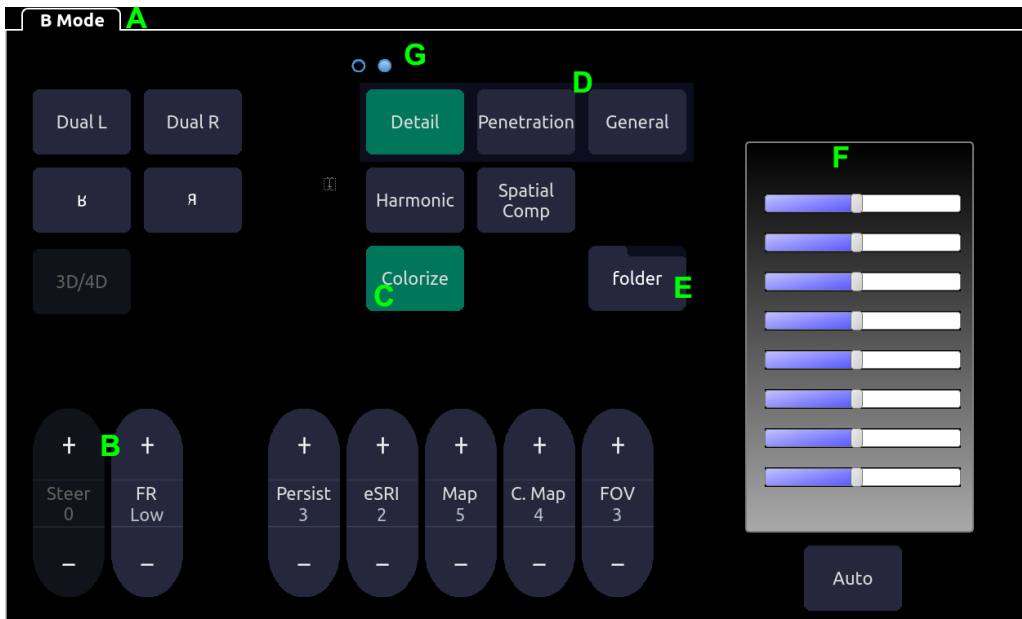 B Mode
A
G
D
Dual L
Dual R
Detail
Penetration
General
F
R
Я
Harmonic
Spatial
Comp
3D/4D
Colorize
C
folder
E
B
+
+
+
+
+
+
+
Steer
0
FR
Low
Persist
3
eSRI
2
Map
5
C. Map
4
FOV
3
−
−
−
−
−
−
−
Auto